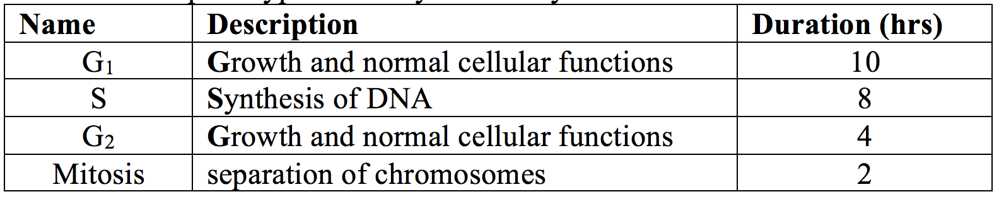 Name Description Duration (hrs)
G1 Growth and normal cellular functions 10
S Synthesis of DNA 8
G2 Growth and normal cellular functions 4
Mitosis separation of chromosomes 2